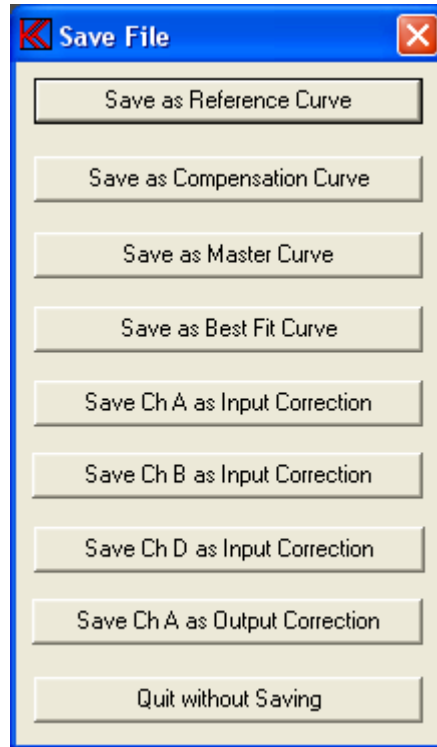 Save File
Save as Reference Curve
Save as Compensation Curve
Save as Master Curve
Save as Best Fit Curve
Save Ch A as Input Correction
Save Ch B as Input Correction
Save Ch D as Input Correction
Save Ch A as Output Correction
Quit without Saving